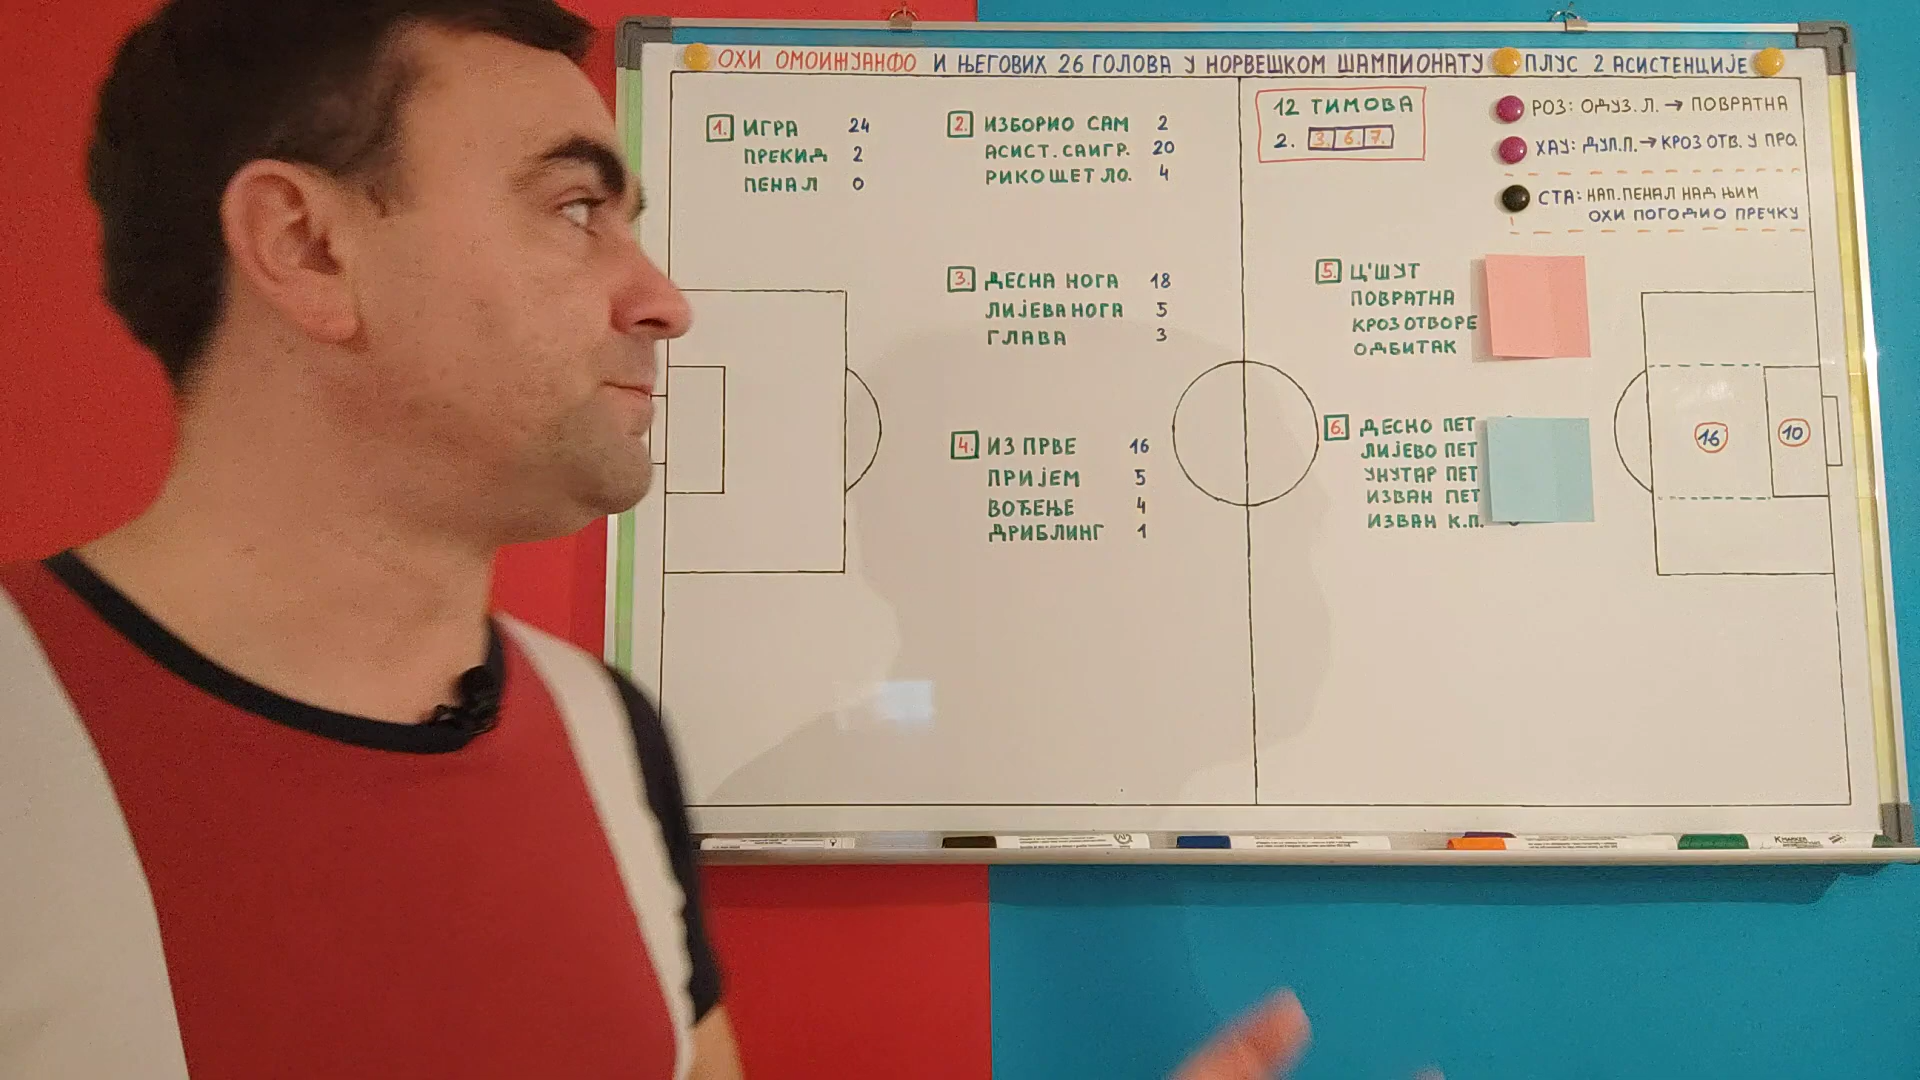 ОХИ ОМОИЖУАНФО И ЊЕГОВИХ 26 ГОЛОВА У НОРВЕШКОМ ШАМПИОНАТУ ПЛУС 2 АСИСТЕНЦИЈЕ
1. ИГРА 24
ПРЕКИД 2
ПЕНАЛ 0
2. ИЗБОРИО САМ 2
АСИСТ. САИГР. 20
РИКОШЕТ ЛО. 4
3. ДЕСНА НОГА 18
ЛИЈЕВА НОГА 5
ГЛАВА 3
4. ИЗ ПРВЕ 16
ПРИЈЕМ 5
ВОЂЕЊЕ 4
ДРИБЛИНГ 1
12 ТИМОВА
2. 3. 6. 7.
РОЗ: ОДУЗ. Л. → ПОВРАТНА
ХАУ: ДУЛ.П. → КРОЗ ОТВ. У ПРО.
СТА: НАП. ПЕНАЛ НАД ЊИМ
ОХИ ПОГОДИО ПРЕЧКУ
5. Ц'ШУТ
ПОВРАТНА
КРОЗ ОТВОРЕ
ОДБИТАК
6. ДЕСНО ПЕТ
ЛИЈЕВО ПЕТ
УНУТАР ПЕТ
ИЗВАН ПЕТ
ИЗВАН К.П.
16 10